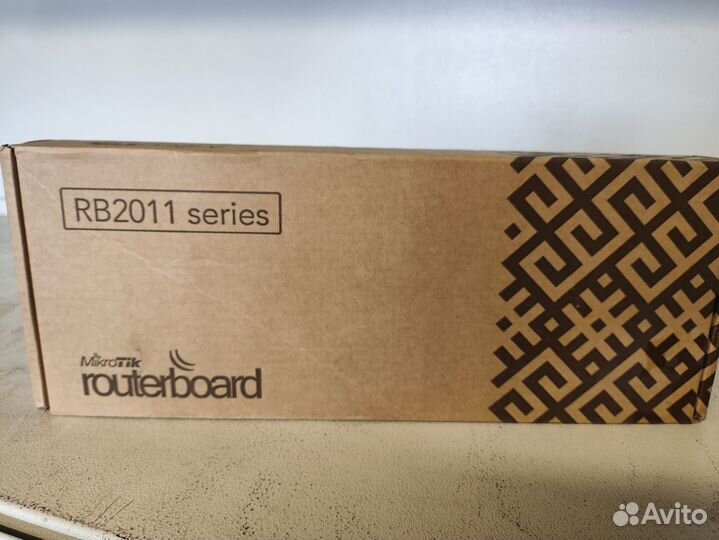 RB2011 series
MikroTik
routerboard
Avito